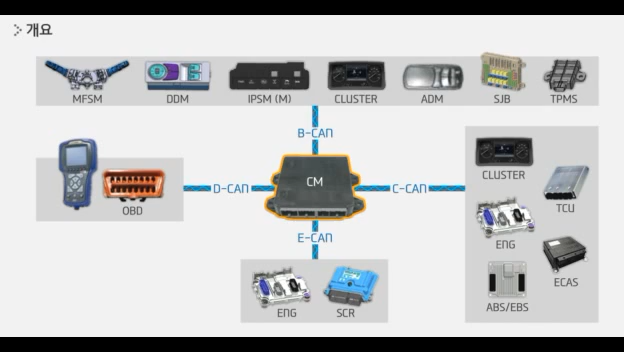 개요
MFSM
DDM
IPSM (M)
CLUSTER
ADM
SJB
TPMS
B-CAN
CLUSTER
TCU
ENG
ECAS
ABS/EBS
OBD
D-CAN
CM
C-CAN
E-CAN
ENG
SCR